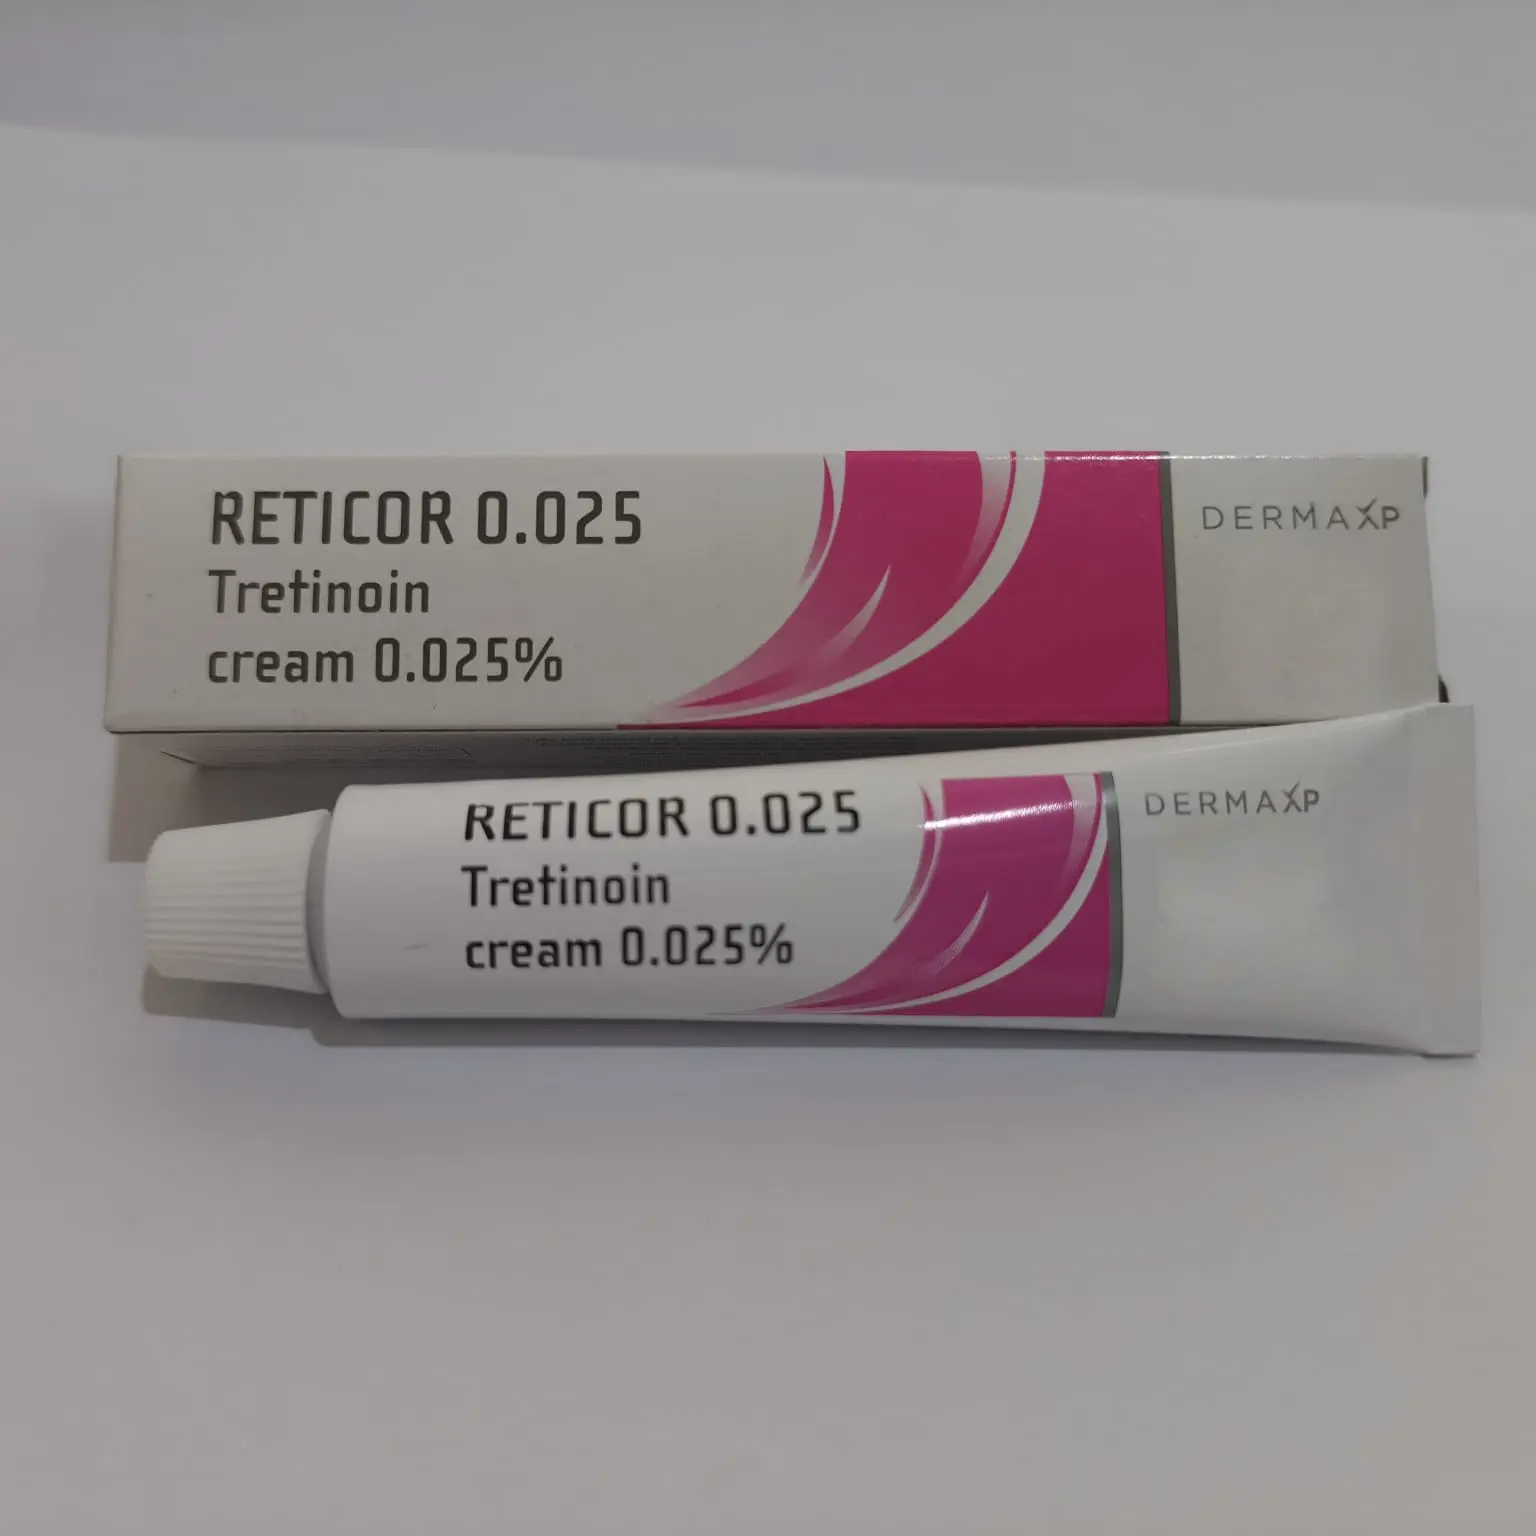 RETICOR 0.025
Tretinoin
cream 0.025%
DERMAXP
RETICOR 0.025
Tretinoin
cream 0.025%
DERMAXP